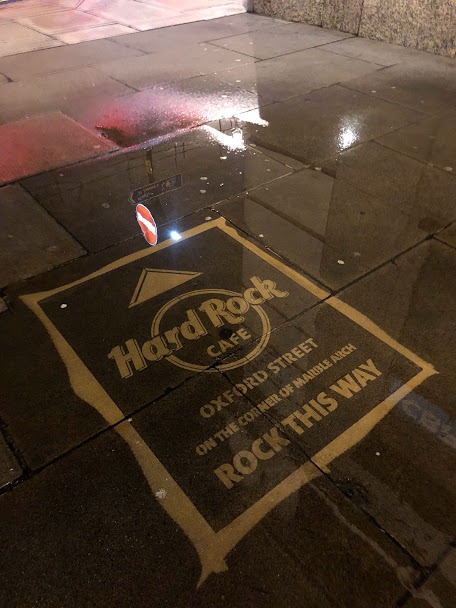 Hard Rock
CAFE
OXFORD STREET
ON THE CORNER OF MARBLE ARCH
ROCK THIS WAY